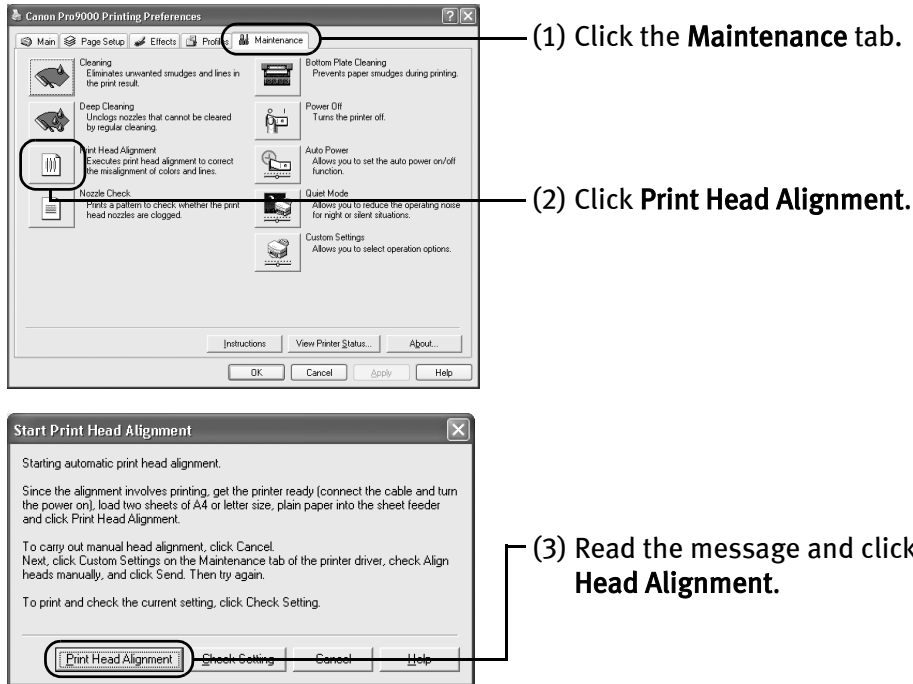 Canon Pro9000 Printing Preferences
Main Page Setup Effects Profiles Maintenance
(1) Click the Maintenance tab.
Cleaning
Eliminates unwanted smudges and lines in
the print result.
Bottom Plate Cleaning
Prevents paper smudges during printing.
Deep Cleaning
Unclogs nozzles that cannot be cleared
by regular cleaning.
Power Off
Turns the printer off.
Print Head Alignment
Executes print head alignment to correct
the misalignment of colors and lines.
Auto Power
Allows you to set the auto power on/off
function.
Nozzle Check
Prints a pattern to check whether the print
head nozzles are clogged.
Quiet Mode
Allows you to reduce the operating noise
for night or silent situations.
(2) Click Print Head Alignment.
Custom Settings
Allows you to select operation options.
Instructions View Printer Status... About...
OK Cancel Apply Help
Start Print Head Alignment
Starting automatic print head alignment.
Since the alignment involves printing, get the printer ready (connect the cable and turn
the power on), load two sheets of A4 or letter size, plain paper into the sheet feeder
and click Print Head Alignment.
To carry out manual head alignment, click Cancel.
Next, click Custom Settings on the Maintenance tab of the printer driver, check Align
heads manually, and click Send. Then try again.
To print and check the current setting, click Check Setting.
(3) Read the message and click
Head Alignment.
Print Head Alignment Check Setting Cancel Help